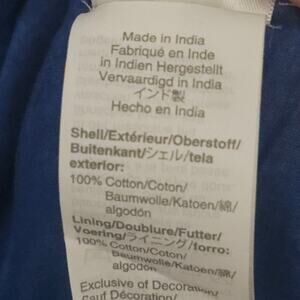 Made in India
Fabriqué en Inde
in Indien Hergestellt
Vervaardigd in India
インド製
Hecho en India
Shell/Extérieur/Oberstoff/
Buitenkant/シェル/tela
exterior:
100% Cotton/Coton/
Baumwolle/Katoen/綿/
algodón
Lining/Doublure/Futter/
Voering/ライニング/forro:
100% Cotton/Coton/
Baumwolle/Katoen/綿/
algodón
Exclusive of Decoration/
sauf Décoration/